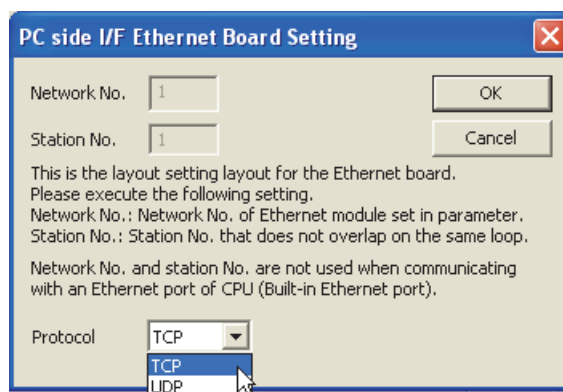 PC side I/F Ethernet Board Setting
Network No. 1
OK
Station No. 1
Cancel
This is the layout setting layout for the Ethernet board.
Please execute the following setting.
Network No.: Network No. of Ethernet module set in parameter.
Station No.: Station No. that does not overlap on the same loop.
Network No. and station No. are not used when communicating
with an Ethernet port of CPU (Built-in Ethernet port).
Protocol TCP
TCP
UDP